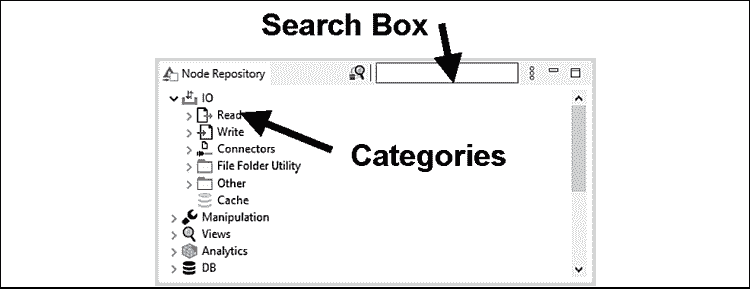 Search Box
Node Repository
IO
Read
Write
Connectors
Categories
File Folder Utility
Other
Cache
Manipulation
Views
Analytics
DB